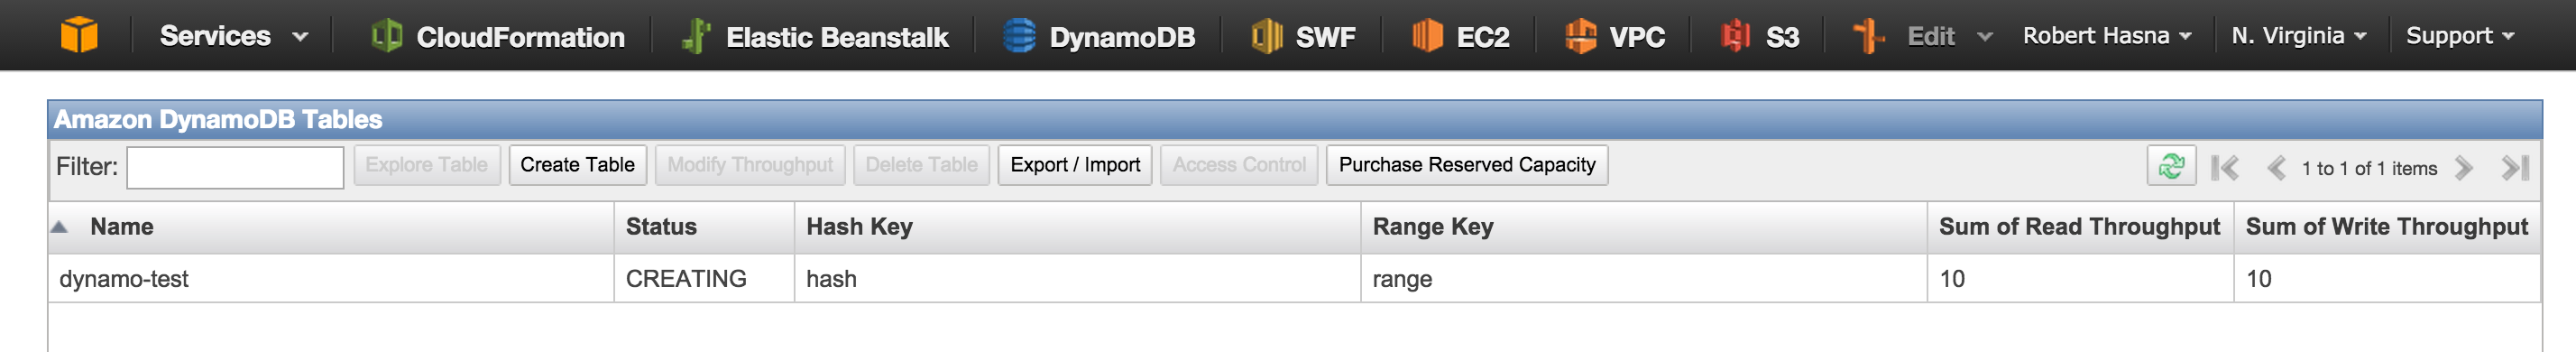 Services CloudFormation Elastic Beanstalk DynamoDB SWF EC2 VPC S3 Edit Robert Hasna N. Virginia Support
Amazon DynamoDB Tables
Filter: Explore Table Create Table Modify Throughput Delete Table Export / Import Access Control Purchase Reserved Capacity 1 to 1 of 1 items
Name Status Hash Key Range Key Sum of Read Throughput Sum of Write Throughput
dynamo-test CREATING hash range 10 10